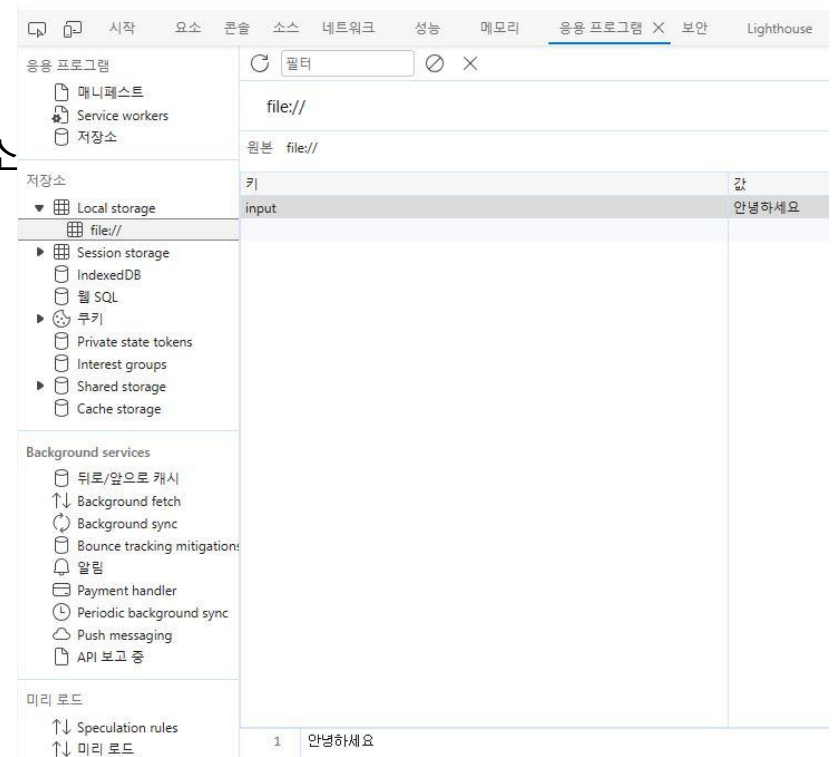 시작 요소 콘솔 소스 네트워크 성능 메모리 응용 프로그램 보안 Lighthouse
응용 프로그램
매니페스트
Service workers
저장소
저장소
Local storage
file://
Session storage
IndexedDB
웹 SQL
쿠키
Private state tokens
Interest groups
Shared storage
Cache storage
Background services
뒤로/앞으로 캐시
Background fetch
Background sync
Bounce tracking mitigations
알림
Payment handler
Periodic background sync
Push messaging
API 보고 중
미리 로드
Speculation rules
미리 로드
필터
file://
원본 file://
키 값
input 안녕하세요
1 안녕하세요